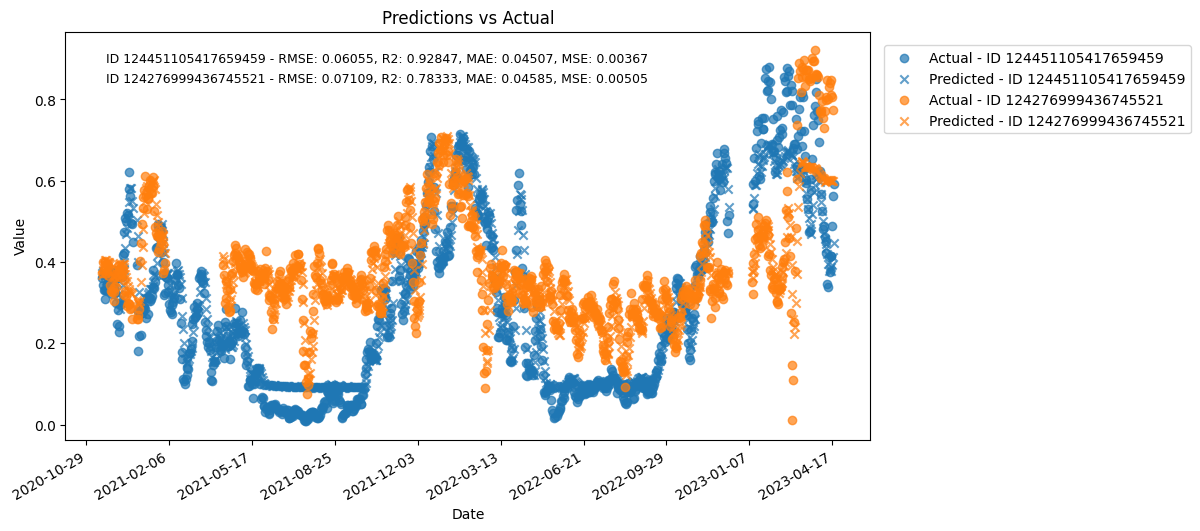 Predictions vs Actual
ID 124451105417659459 - RMSE: 0.06055, R2: 0.92847, MAE: 0.04507, MSE: 0.00367
ID 124276999436745521 - RMSE: 0.07109, R2: 0.78333, MAE: 0.04585, MSE: 0.00505
Actual - ID 124451105417659459
Predicted - ID 124451105417659459
Actual - ID 124276999436745521
Predicted - ID 124276999436745521
Value
0.8
0.6
0.4
0.2
0.0
2020-10-29
2021-02-06
2021-05-17
2021-08-25
2021-12-03
2022-03-13
2022-06-21
2022-09-29
2023-01-07
2023-04-17
Date